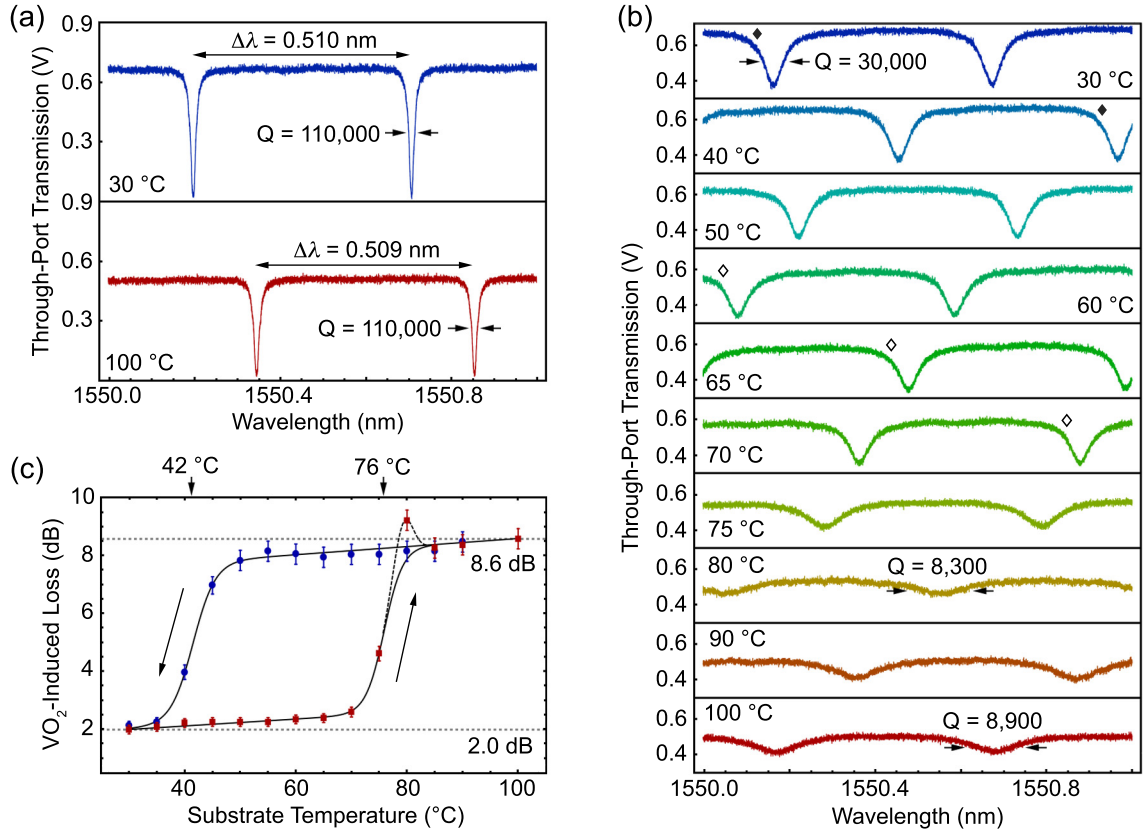 (a)
0.9
0.6
0.3
0.9
0.6
0.3
Through-Port Transmission (V)
Δλ = 0.510 nm
Q = 110,000
30 °C
Δλ = 0.509 nm
Q = 110,000
100 °C
1550.0
1550.4
1550.8
Wavelength (nm)
(b)
0.6
0.4
Q = 30,000
30 °C
0.6
0.4
40 °C
0.6
0.4
50 °C
0.6
0.4
60 °C
0.6
0.4
65 °C
0.6
0.4
70 °C
0.6
0.4
75 °C
0.6
0.4
80 °C
Q = 8,300
0.6
0.4
90 °C
0.6
0.4
100 °C
Q = 8,900
Through-Port Transmission (V)
1550.0
1550.4
1550.8
Wavelength (nm)
(c)
42 °C
76 °C
10
8
6
4
2
VO₂-Induced Loss (dB)
8.6 dB
2.0 dB
40
60
80
100
Substrate Temperature (°C)